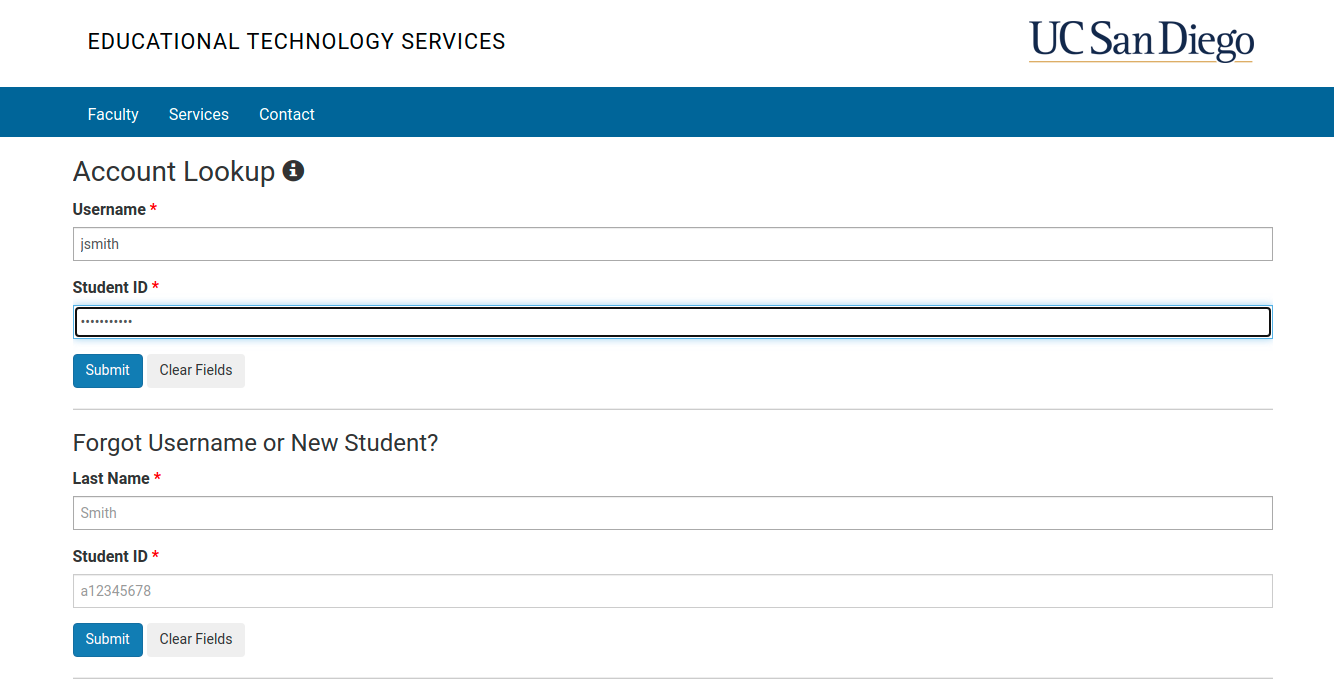 EDUCATIONAL TECHNOLOGY SERVICES
UC San Diego
Faculty Services Contact
Account Lookup
Username *
jsmith
Student ID *
•••••••••••
Submit Clear Fields
Forgot Username or New Student?
Last Name *
Smith
Student ID *
a12345678
Submit Clear Fields